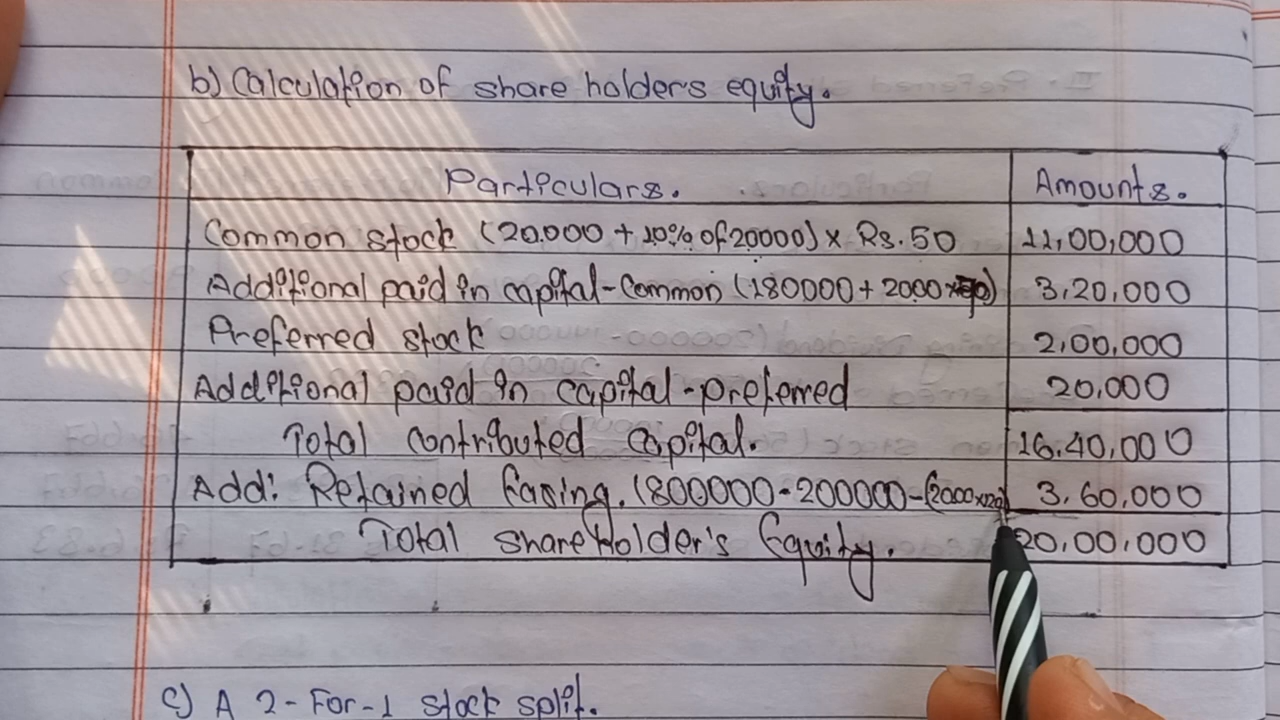 b) Calculation of share holders equity.
Particulars. Amounts.
Common stock (20.000 + 10% of 20000) × Rs. 50 11,00,000
Additional paid in capital-Common (180000 + 2000×70) 3,20,000
Preferred stock 2,00,000
Additional paid in capital-preferred 20,000
Total contributed capital. 16,40,000
Add: Retained Easing. (800000-200000-(2000×120) 3,60,000
Total shareholder's Equity. 20,00,000
c) A 2-For-1 stock split.